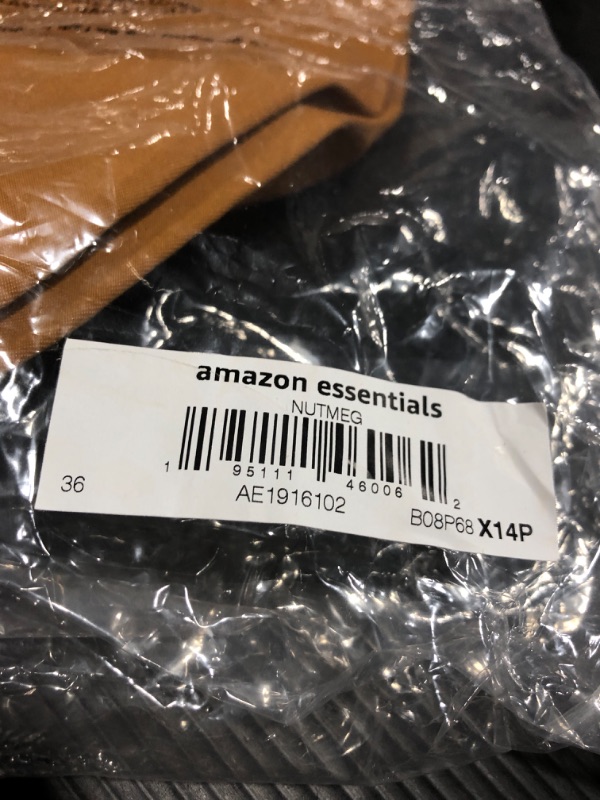 amazon essentials
NUTMEG
1 95111 46006 2
36 AE1916102 B08P68 X14P